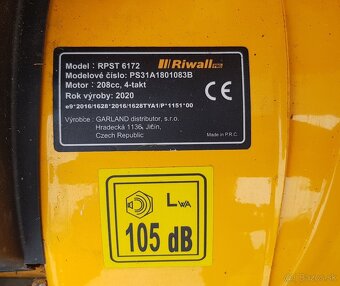 Model : RPST 6172
Riwall
Modelové číslo: PS31A1801083B
Motor : 208cc, 4-takt
Rok výroby: 2020
e9*2016/1628*2016/1628TYA1/P*1151*00
Výrobce : GARLAND distributor, s.r.o.
Hradecká 1136, Jičín,
Czech Republic
CE
Made in P.R.C
LWA
105 dB